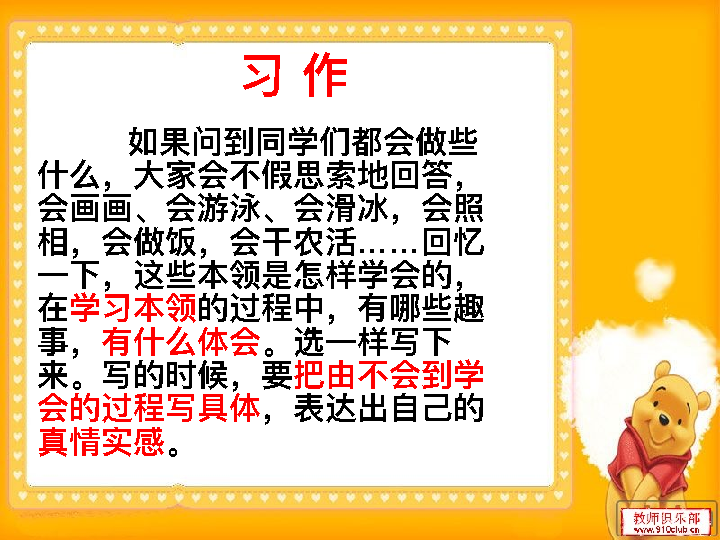 习 作
如果问到同学们都会做些
什么，大家会不假思索地回答，
会画画、会游泳、会滑冰，会照
相，会做饭，会干农活……回忆
一下，这些本领是怎样学会的，
在学习本领的过程中，有哪些趣
事，有什么体会。选一样写下
来。写的时候，要把由不会到学
会的过程写具体，表达出自己的
真情实感。
教师俱乐部
www.910club.cn